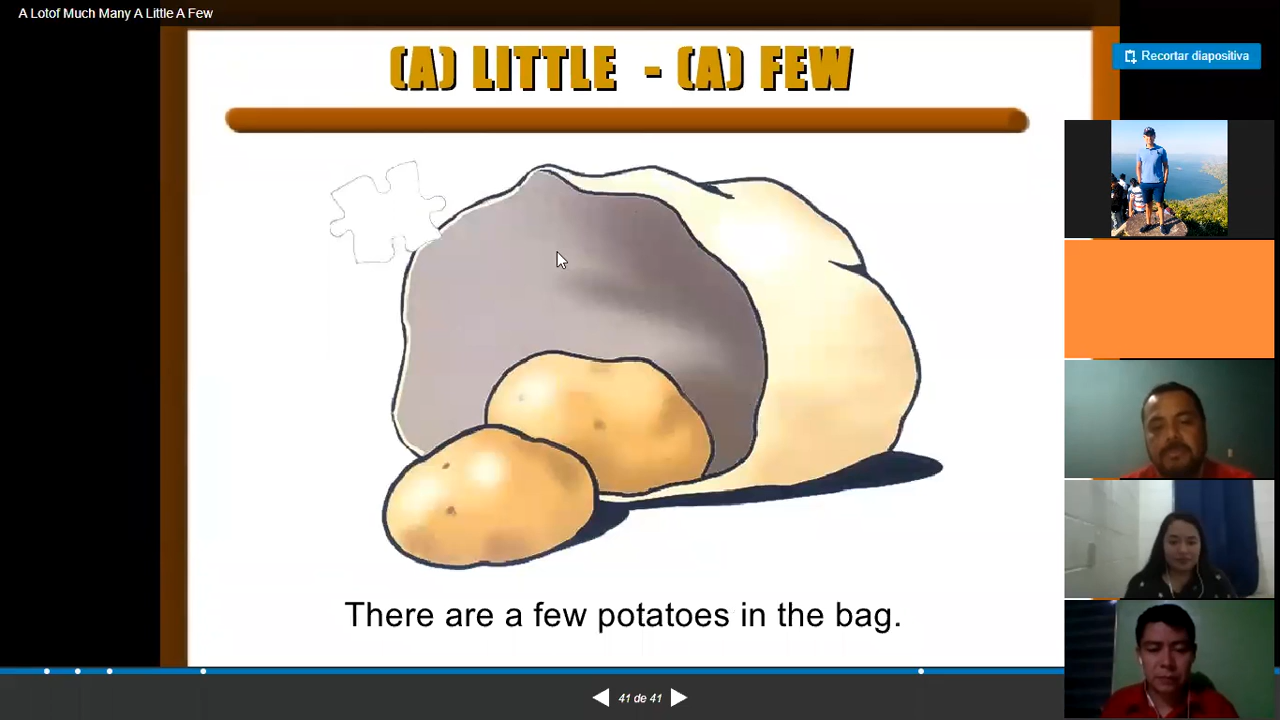 A Lotof Much Many A Little A Few
(A) LITTLE - (A) FEW
Recortar diapositiva
There are a few potatoes in the bag.
41 de 41